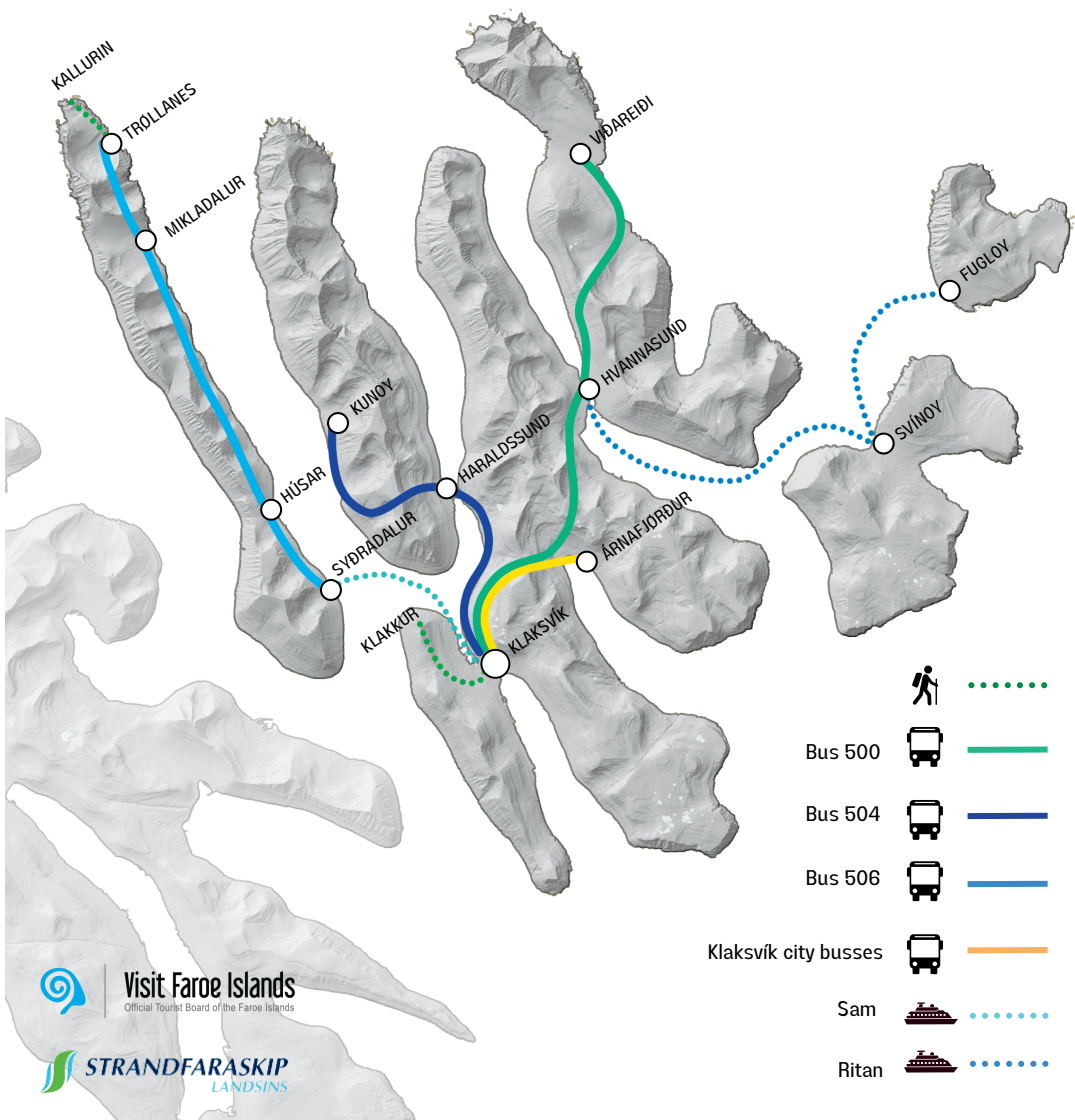 KALLURIN
TRØLLANES
MIKLADALUR
HÚSAR
SYÐRADALUR
KUNOY
HARALDSSUND
KLAKKUR
KLAKSVÍK
ÁRNAFJØRÐUR
HVANNASUND
VIÐAREIÐI
FUGLOY
SVÍNOY
Bus 500
Bus 504
Bus 506
Klaksvík city busses
Sam
Ritan
Visit Faroe Islands
Official Tourist Board of the Faroe Islands
STRANDFARASKIP
LANDSINS